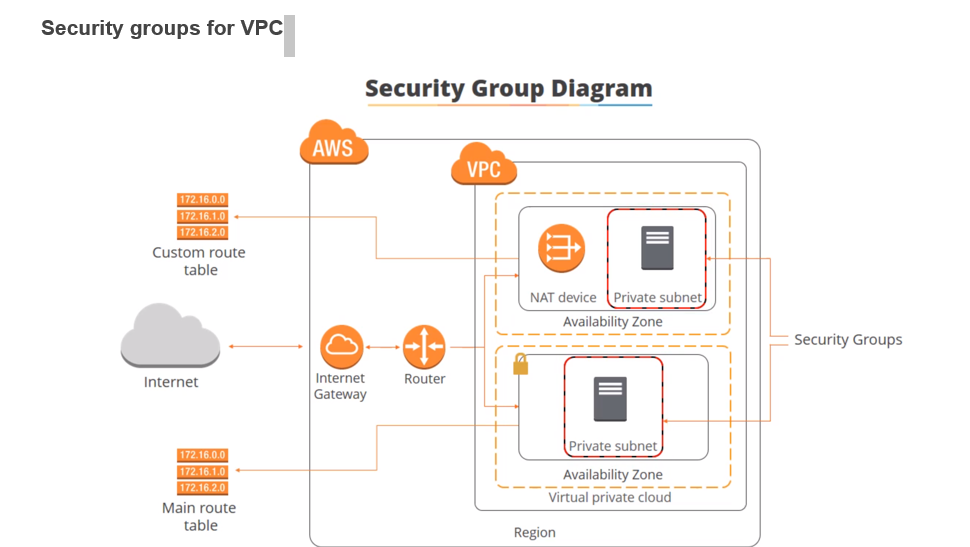 Security groups for VPC
Security Group Diagram
AWS
VPC
172.16.0.0
172.16.1.0
172.16.2.0
Custom route
table
NAT device
Private subnet
Availability Zone
Internet
Internet
Gateway
Router
Security Groups
Private subnet
Availability Zone
Virtual private cloud
172.16.0.0
172.16.1.0
172.16.2.0
Main route
table
Region